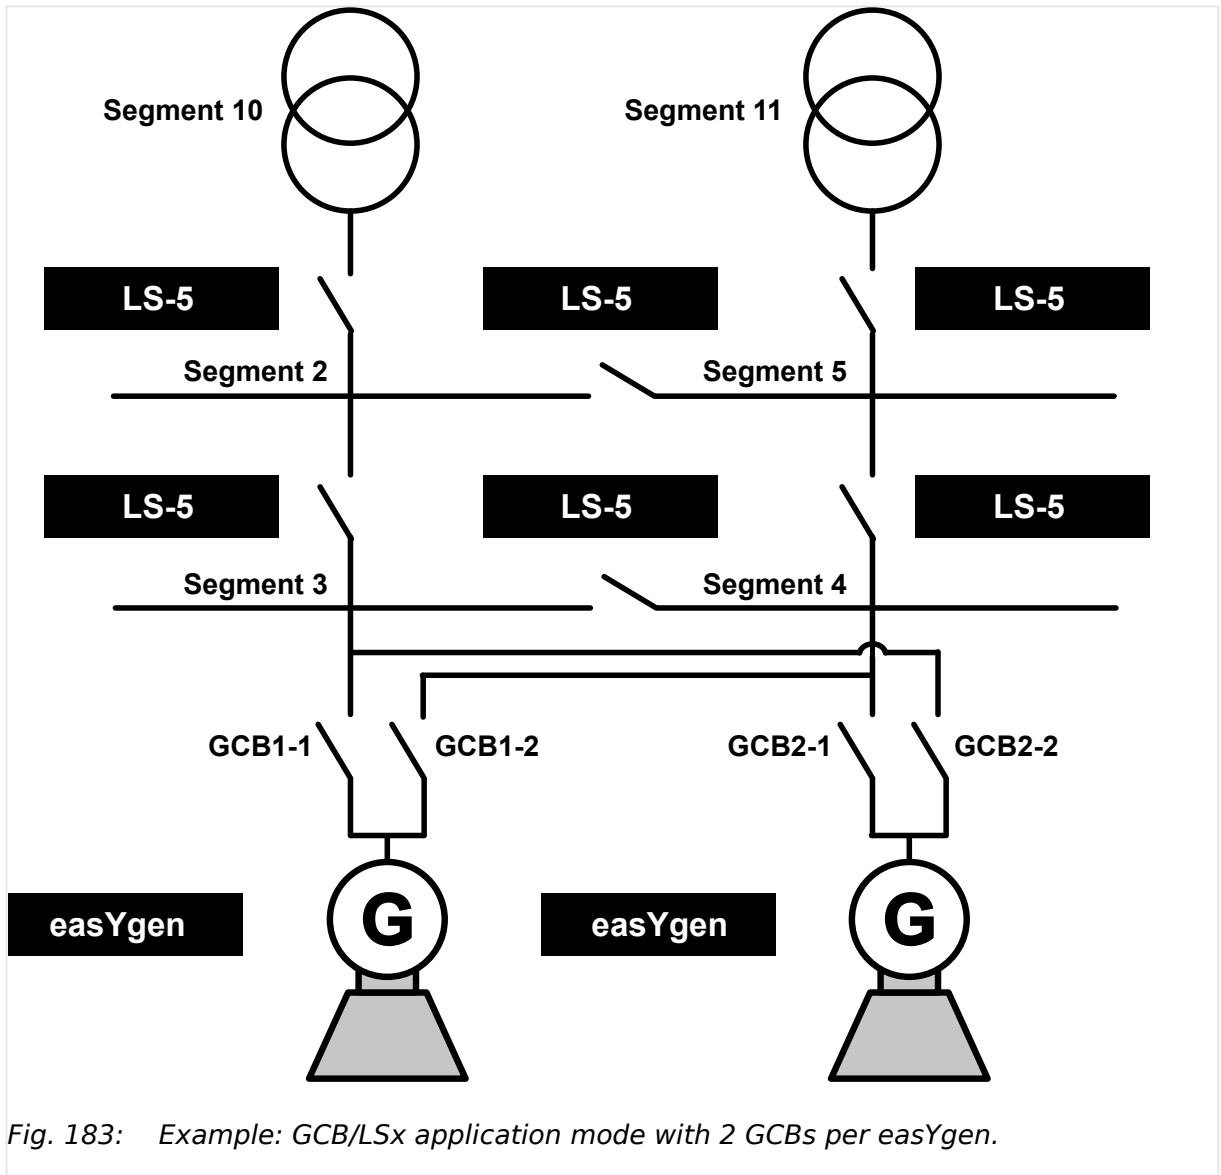 Segment 10
Segment 11
LS-5
LS-5
LS-5
Segment 2
Segment 5
LS-5
LS-5
LS-5
Segment 3
Segment 4
GCB1-1
GCB1-2
GCB2-1
GCB2-2
easYgen
G
easYgen
G
Fig. 183: Example: GCB/LSx application mode with 2 GCBs per easYgen.